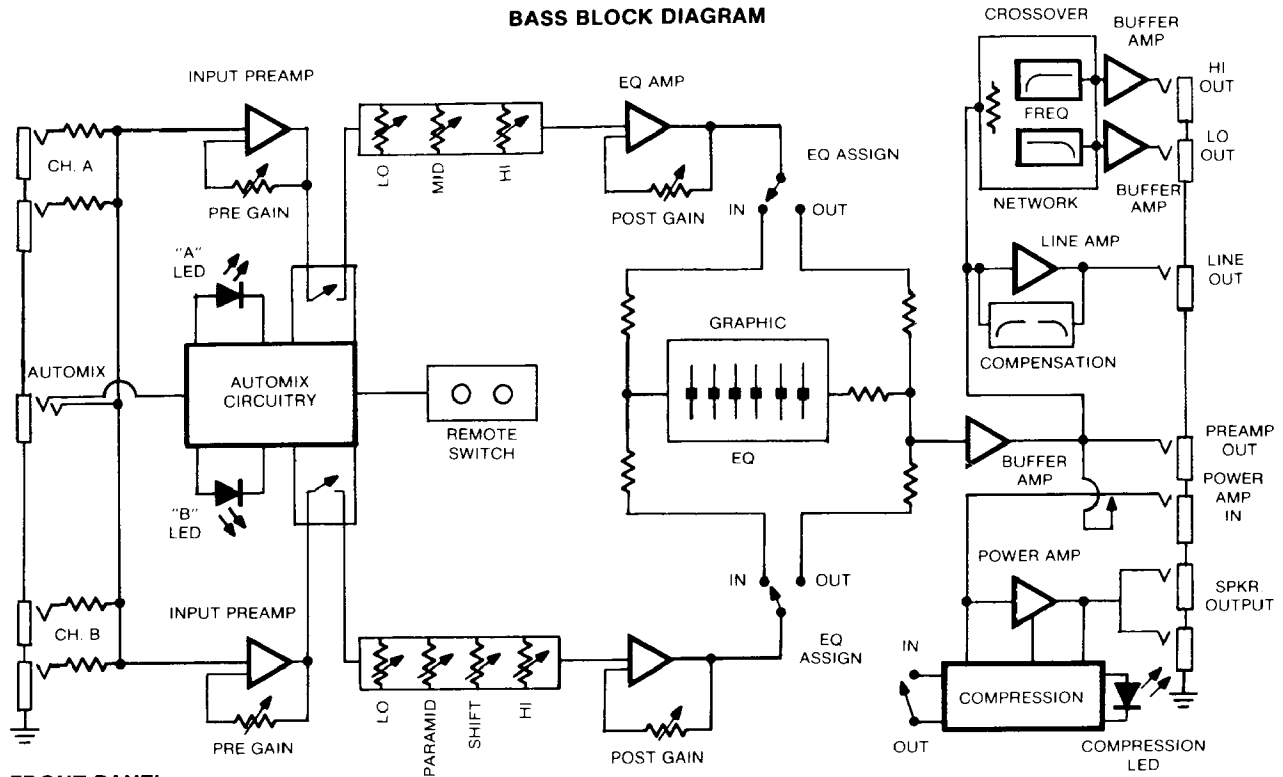 BASS BLOCK DIAGRAM
CROSSOVER
BUFFER
AMP
INPUT PREAMP
EQ AMP
HI
OUT
FREQ
LO
OUT
CH. A
LO
MID
HI
EQ ASSIGN
PRE GAIN
POST GAIN
IN
OUT
NETWORK
BUFFER
AMP
"A"
LED
LINE AMP
LINE
OUT
GRAPHIC
COMPENSATION
AUTOMIX
AUTOMIX
CIRCUITRY
REMOTE
SWITCH
EQ
BUFFER
AMP
PREAMP
OUT
POWER
AMP
IN
"B"
LED
POWER AMP
IN
OUT
SPKR.
OUTPUT
INPUT PREAMP
CH. B
EQ
ASSIGN
IN
COMPRESSION
OUT
LO
PARAMID
SHIFT
HI
PRE GAIN
POST GAIN
COMPRESSION
LED
FRONT PANEL